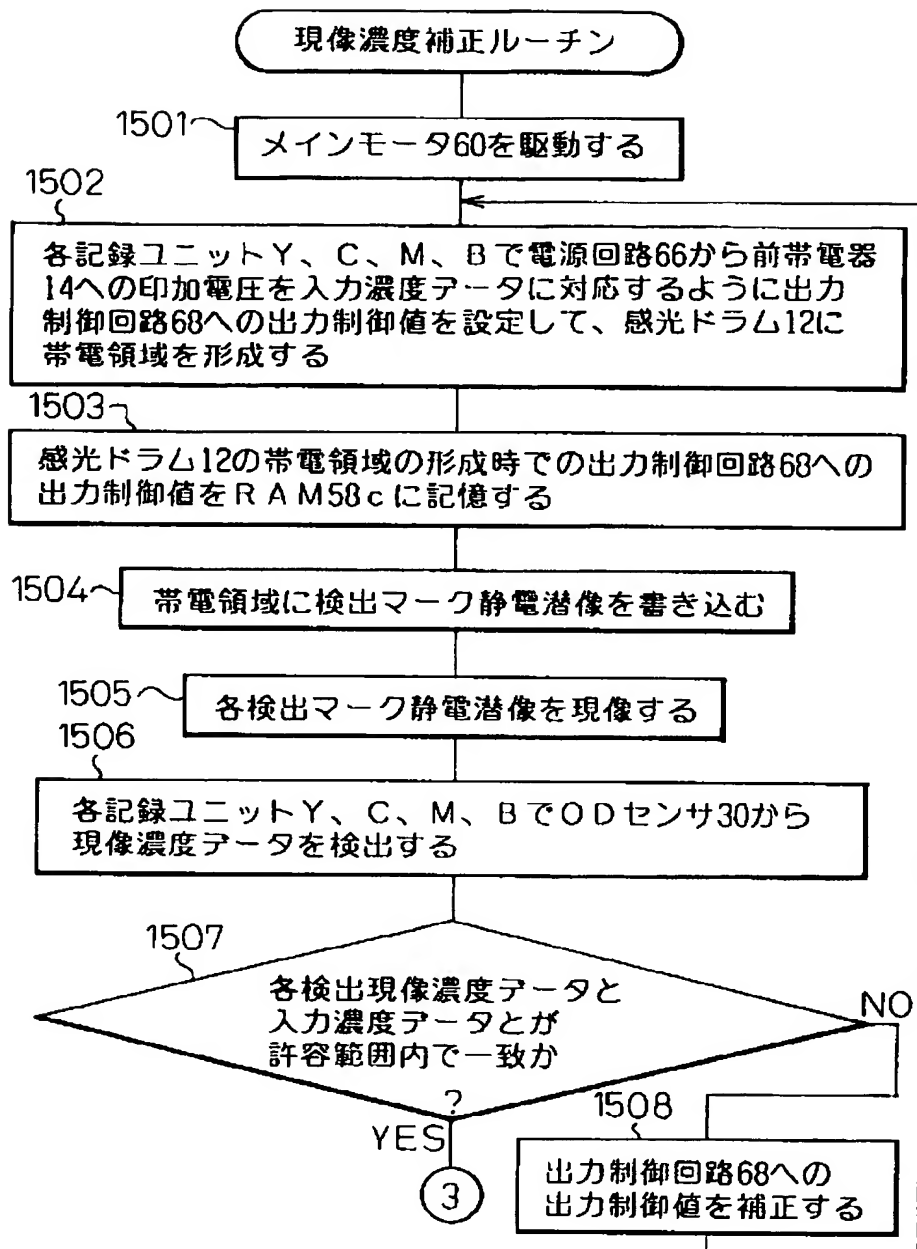 現像濃度補正ルーチン
1501
メインモータ60を駆動する
1502
各記録ユニットY、C、M、Bで電源回路66から前帯電器
14への印加電圧を入力濃度データに対応するように出力
制御回路68への出力制御値を設定して、感光ドラム12に
帯電領域を形成する
1503
感光ドラム12の帯電領域の形成時での出力制御回路68への
出力制御値をRAM58cに記憶する
1504
帯電領域に検出マーク静電潜像を書き込む
1505
各検出マーク静電潜像を現像する
1506
各記録ユニットY、C、M、BでODセンサ30から
現像濃度データを検出する
1507
各検出現像濃度データと
入力濃度データとが
許容範囲内で一致か
?
NO
YES
3
1508
出力制御回路68への
出力制御値を補正する